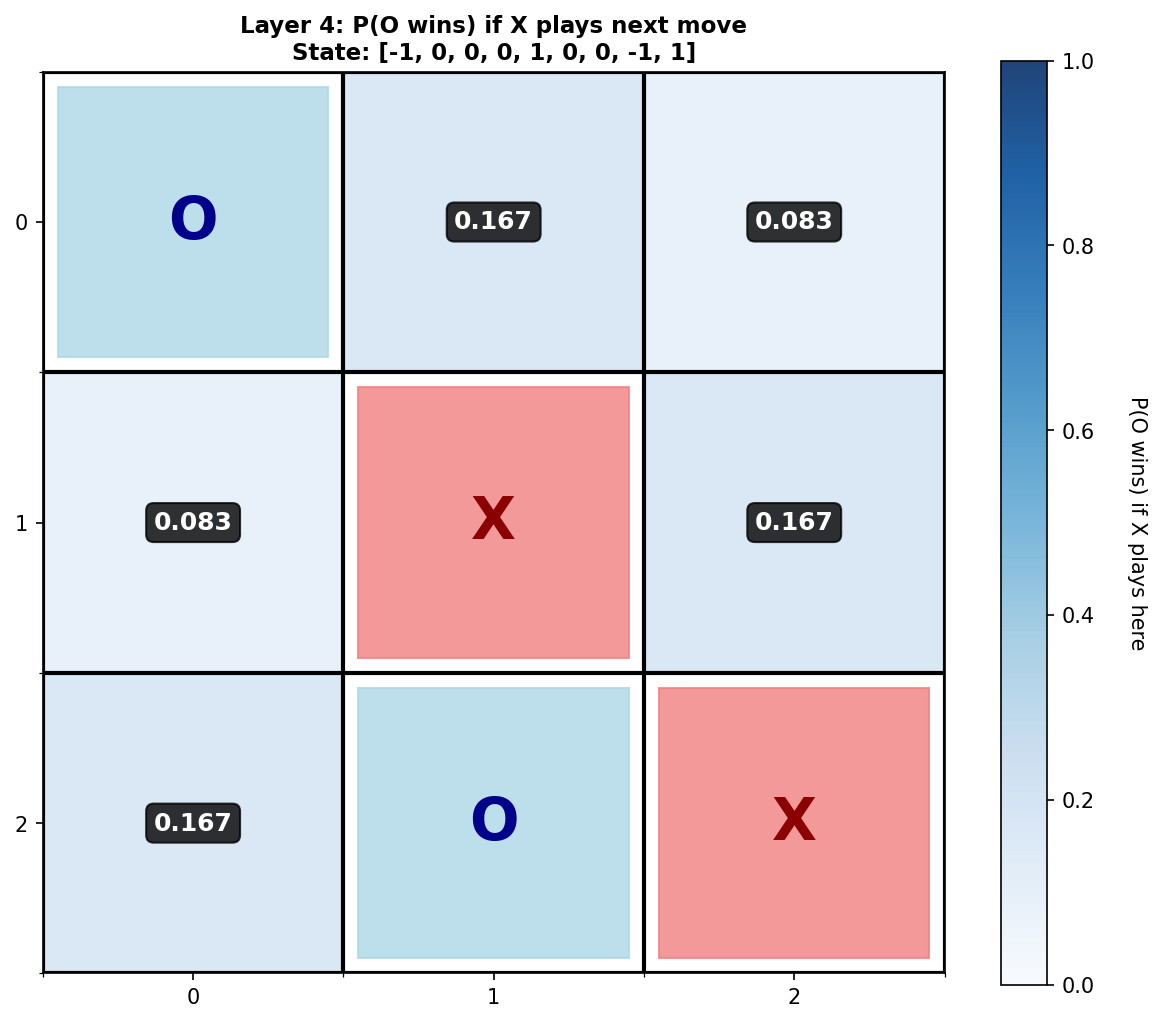 Layer 4: P(O wins) if X plays next move
State: [-1, 0, 0, 0, 1, 0, 0, -1, 1]
0
O
0.167
0.083
1
0.083
X
0.167
2
0.167
O
X
0
1
2
1.0
0.8
0.6
0.4
0.2
0.0
P(O wins) if X plays here